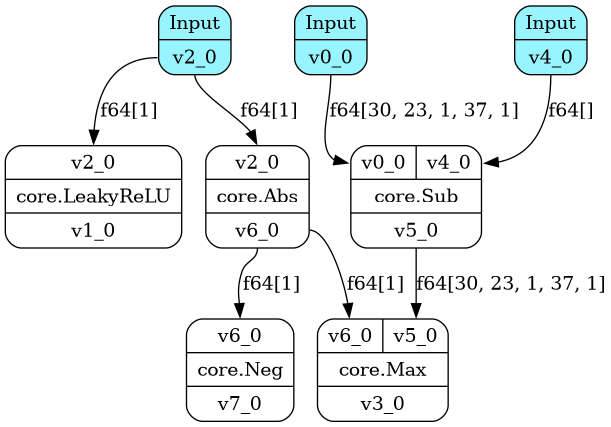 Input
v2_0
Input
v0_0
Input
v4_0
f64[1]
f64[1]
f64[30, 23, 1, 37, 1]
f64[]
v2_0
core.LeakyReLU
v1_0
v2_0
core.Abs
v6_0
v0_0 v4_0
core.Sub
v5_0
f64[1]
f64[1]
f64[30, 23, 1, 37, 1]
v6_0
core.Neg
v7_0
v6_0 v5_0
core.Max
v3_0